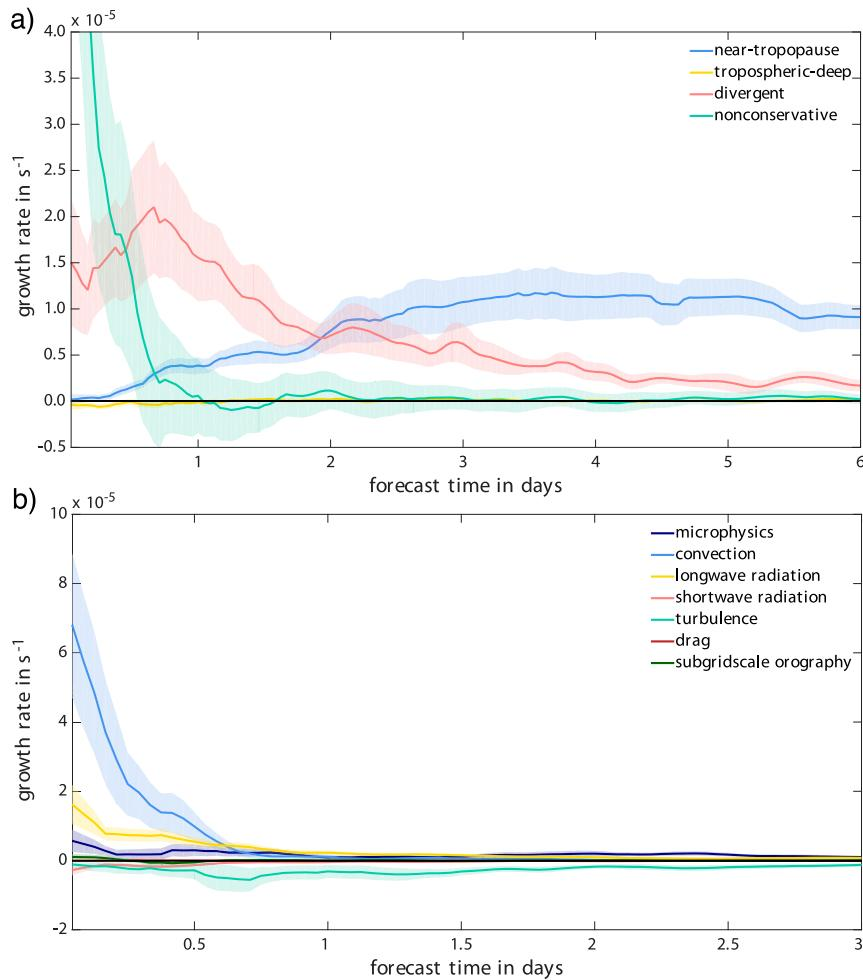 a)
x 10-5
4.0
3.5
3.0
2.5
2.0
1.5
1.0
0.5
0.0
-0.5
growth rate in s-1
near-tropopause
tropospheric-deep
divergent
nonconservative
1 2 3 4 5 6
forecast time in days
b)
x 10-5
10
8
6
4
2
0
-2
growth rate in s-1
microphysics
convection
longwave radiation
shortwave radiation
turbulence
drag
subgridscale orography
0.5 1 1.5 2 2.5 3
forecast time in days